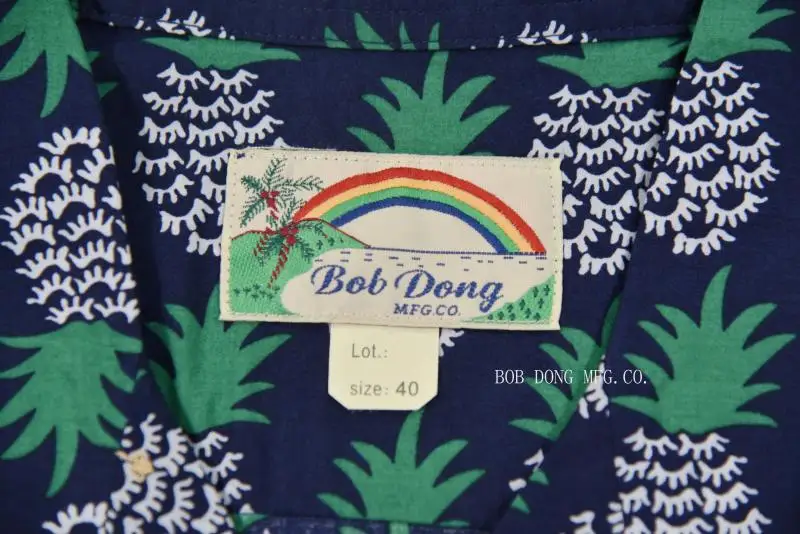 Bob Dong
MFG.CO.
Lot.:
size: 40
BOB DONG MFG.CO.